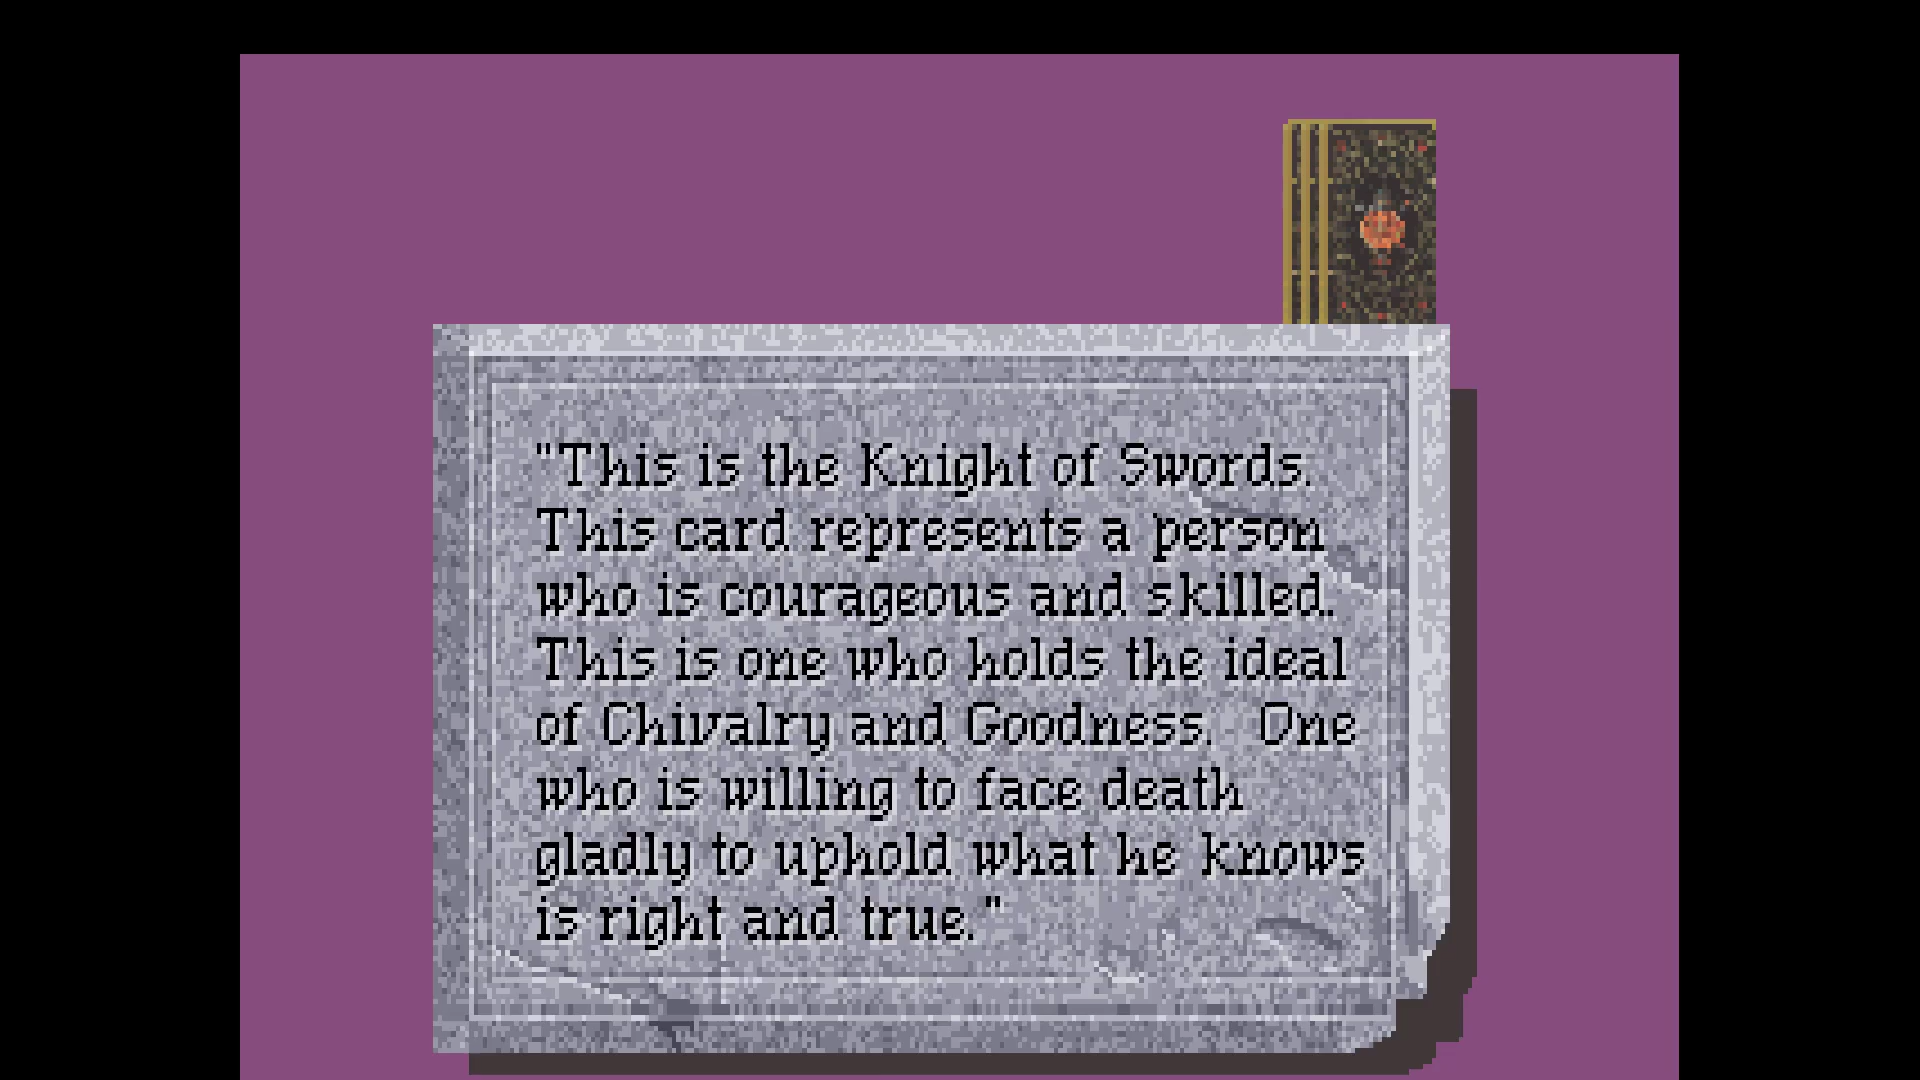 "This is the Knight of Swords.
This card represents a person
who is courageous and skilled.
This is one who holds the ideal
of Chivalry and Goodness.  One
who is willing to face death
gladly to uphold what he knows
is right and true."